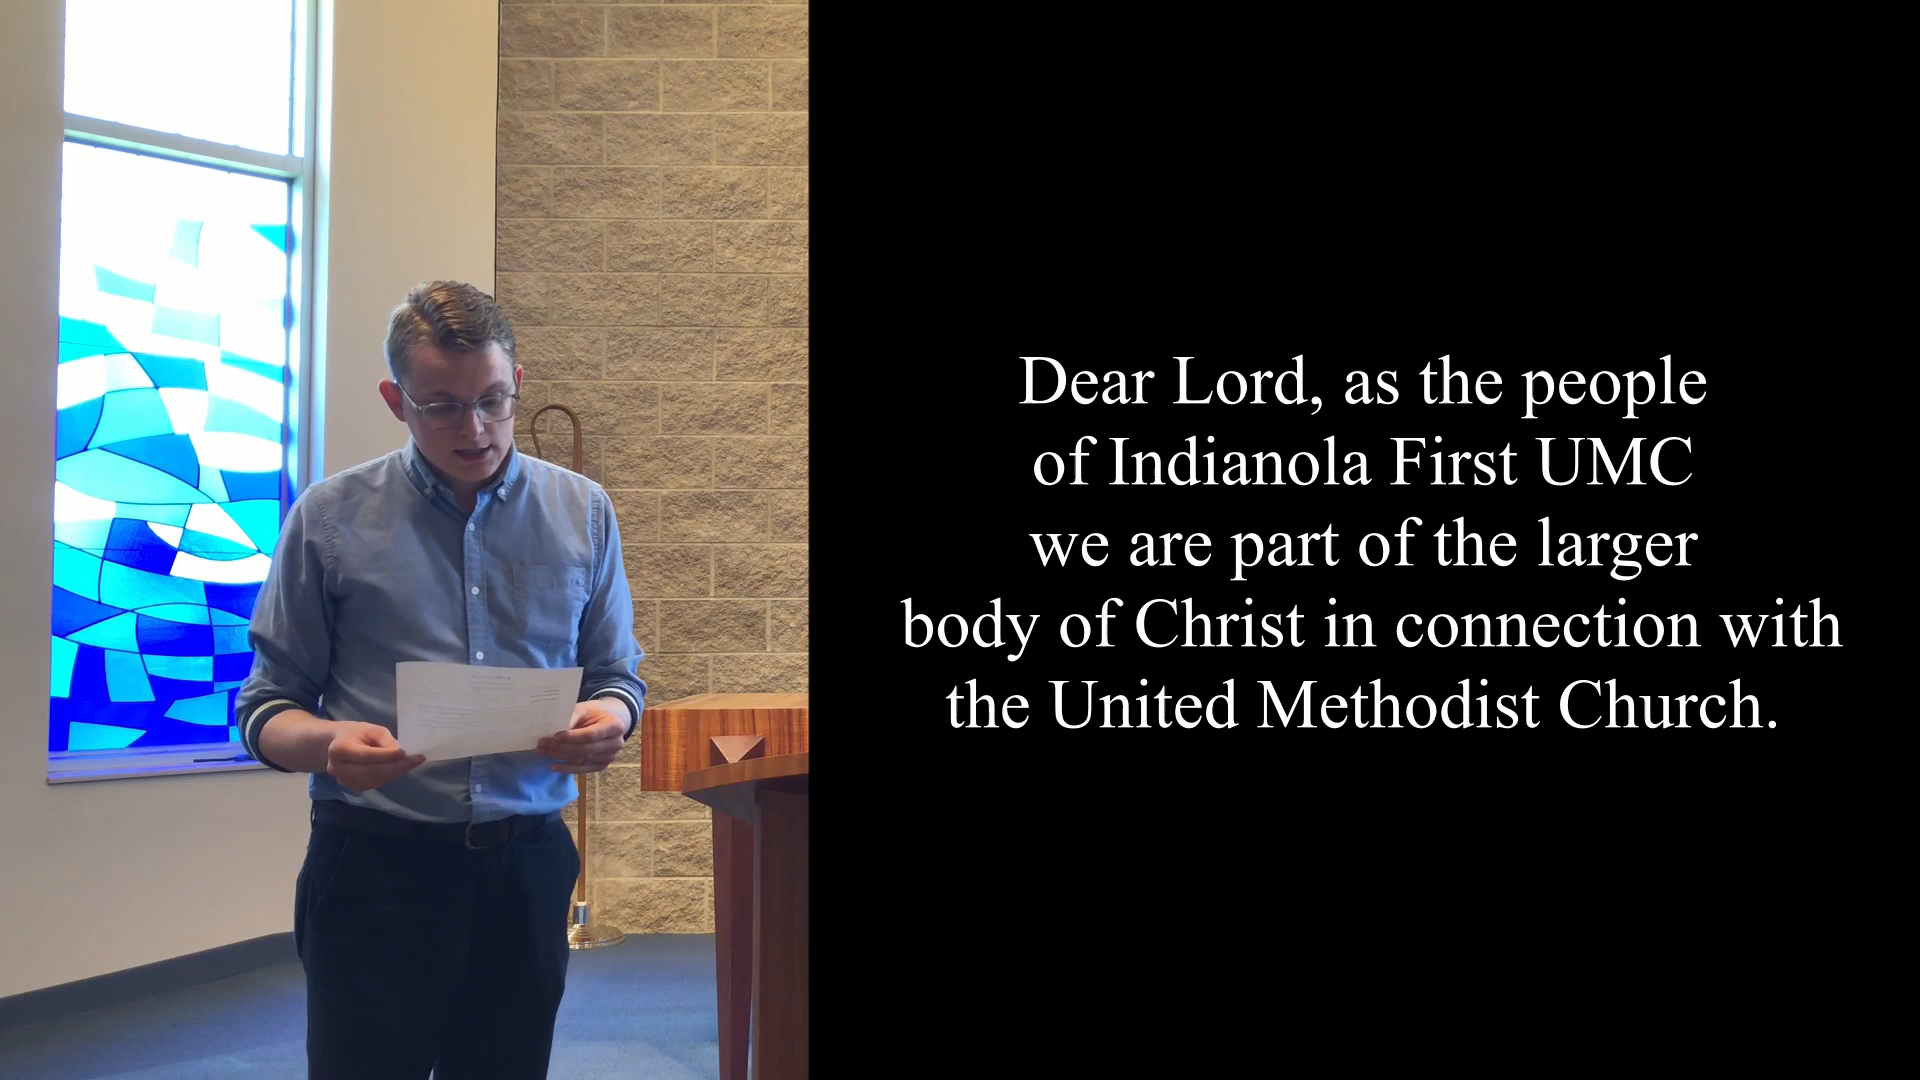 Dear Lord, as the people
of Indianola First UMC
we are part of the larger
body of Christ in connection with
the United Methodist Church.